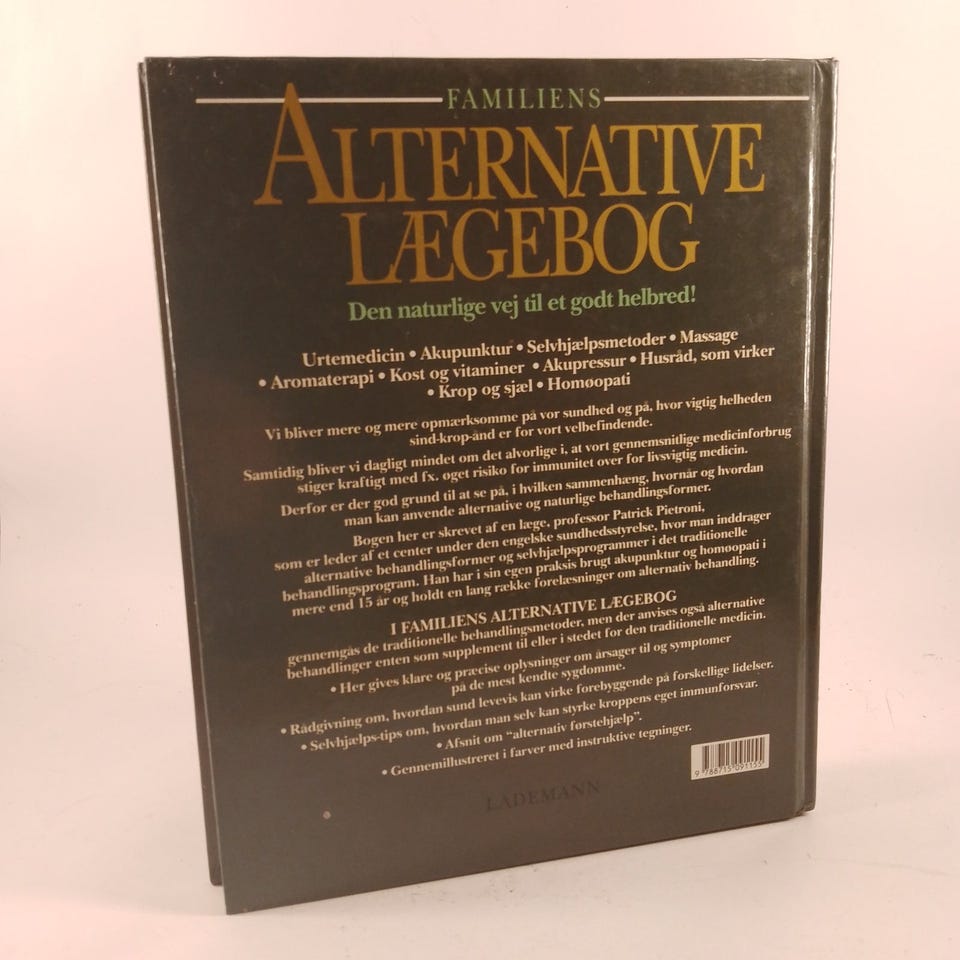 FAMILIENS
ALTERNATIVE
LÆGEBOG
Den naturlige vej til et godt helbred!
Urtemedicin • Akupunktur • Selvhjælpsmetoder • Massage
• Aromaterapi • Kost og vitaminer • Akupressur • Husråd, som virker
• Krop og sjæl • Homoopati
Vi bliver mere og mere opmærksomme på vor sundhed og på, hvor vigtig helheden
sind-krop-ånd er for vort velbefindende.
Samtidig bliver vi dagligt mindet om det alvorlige i, at vort gennemsnitlige medicinforbrug
stiger kraftigt med fx. øget risiko for immunitet over for livsvigtig medicin.
Derfor er der god grund til at se på, i hvilken sammenhæng, hvornår og hvordan
man kan anvende alternative og naturlige behandlingsformer.
Bogen her er skrevet af en læge, professor Patrick Pietroni,
som er leder af et center under den engelske sundhedsstyrelse, hvor man inddrager
alternative behandlingsformer og selvhjælpsprogrammer i det traditionelle
behandlingsprogram. Han har i sin egen praksis brugt akupunktur og homoopati i
mere end 15 år og holdt en lang række forelæsninger om alternativ behandling.
I FAMILIENS ALTERNATIVE LÆGEBOG
gennemgås de traditionelle behandlingsmetoder, men der anvises også alternative
behandlinger enten som supplement til eller i stedet for den traditionelle medicin.
• Her gives klare og præcise oplysninger om årsager til og symptomer
på de mest kendte sygdomme.
• Rådgivning om, hvordan sund levevis kan virke forebyggende på forskellige lidelser.
• Selvhjælps-tips om, hvordan man selv kan styrke kroppens eget immunforsvar.
• Afsnit om "alternativ førstehjælp".
• Gennemillustreret i farver med instruktive tegninger.
9 788715 091155
LADEMANN